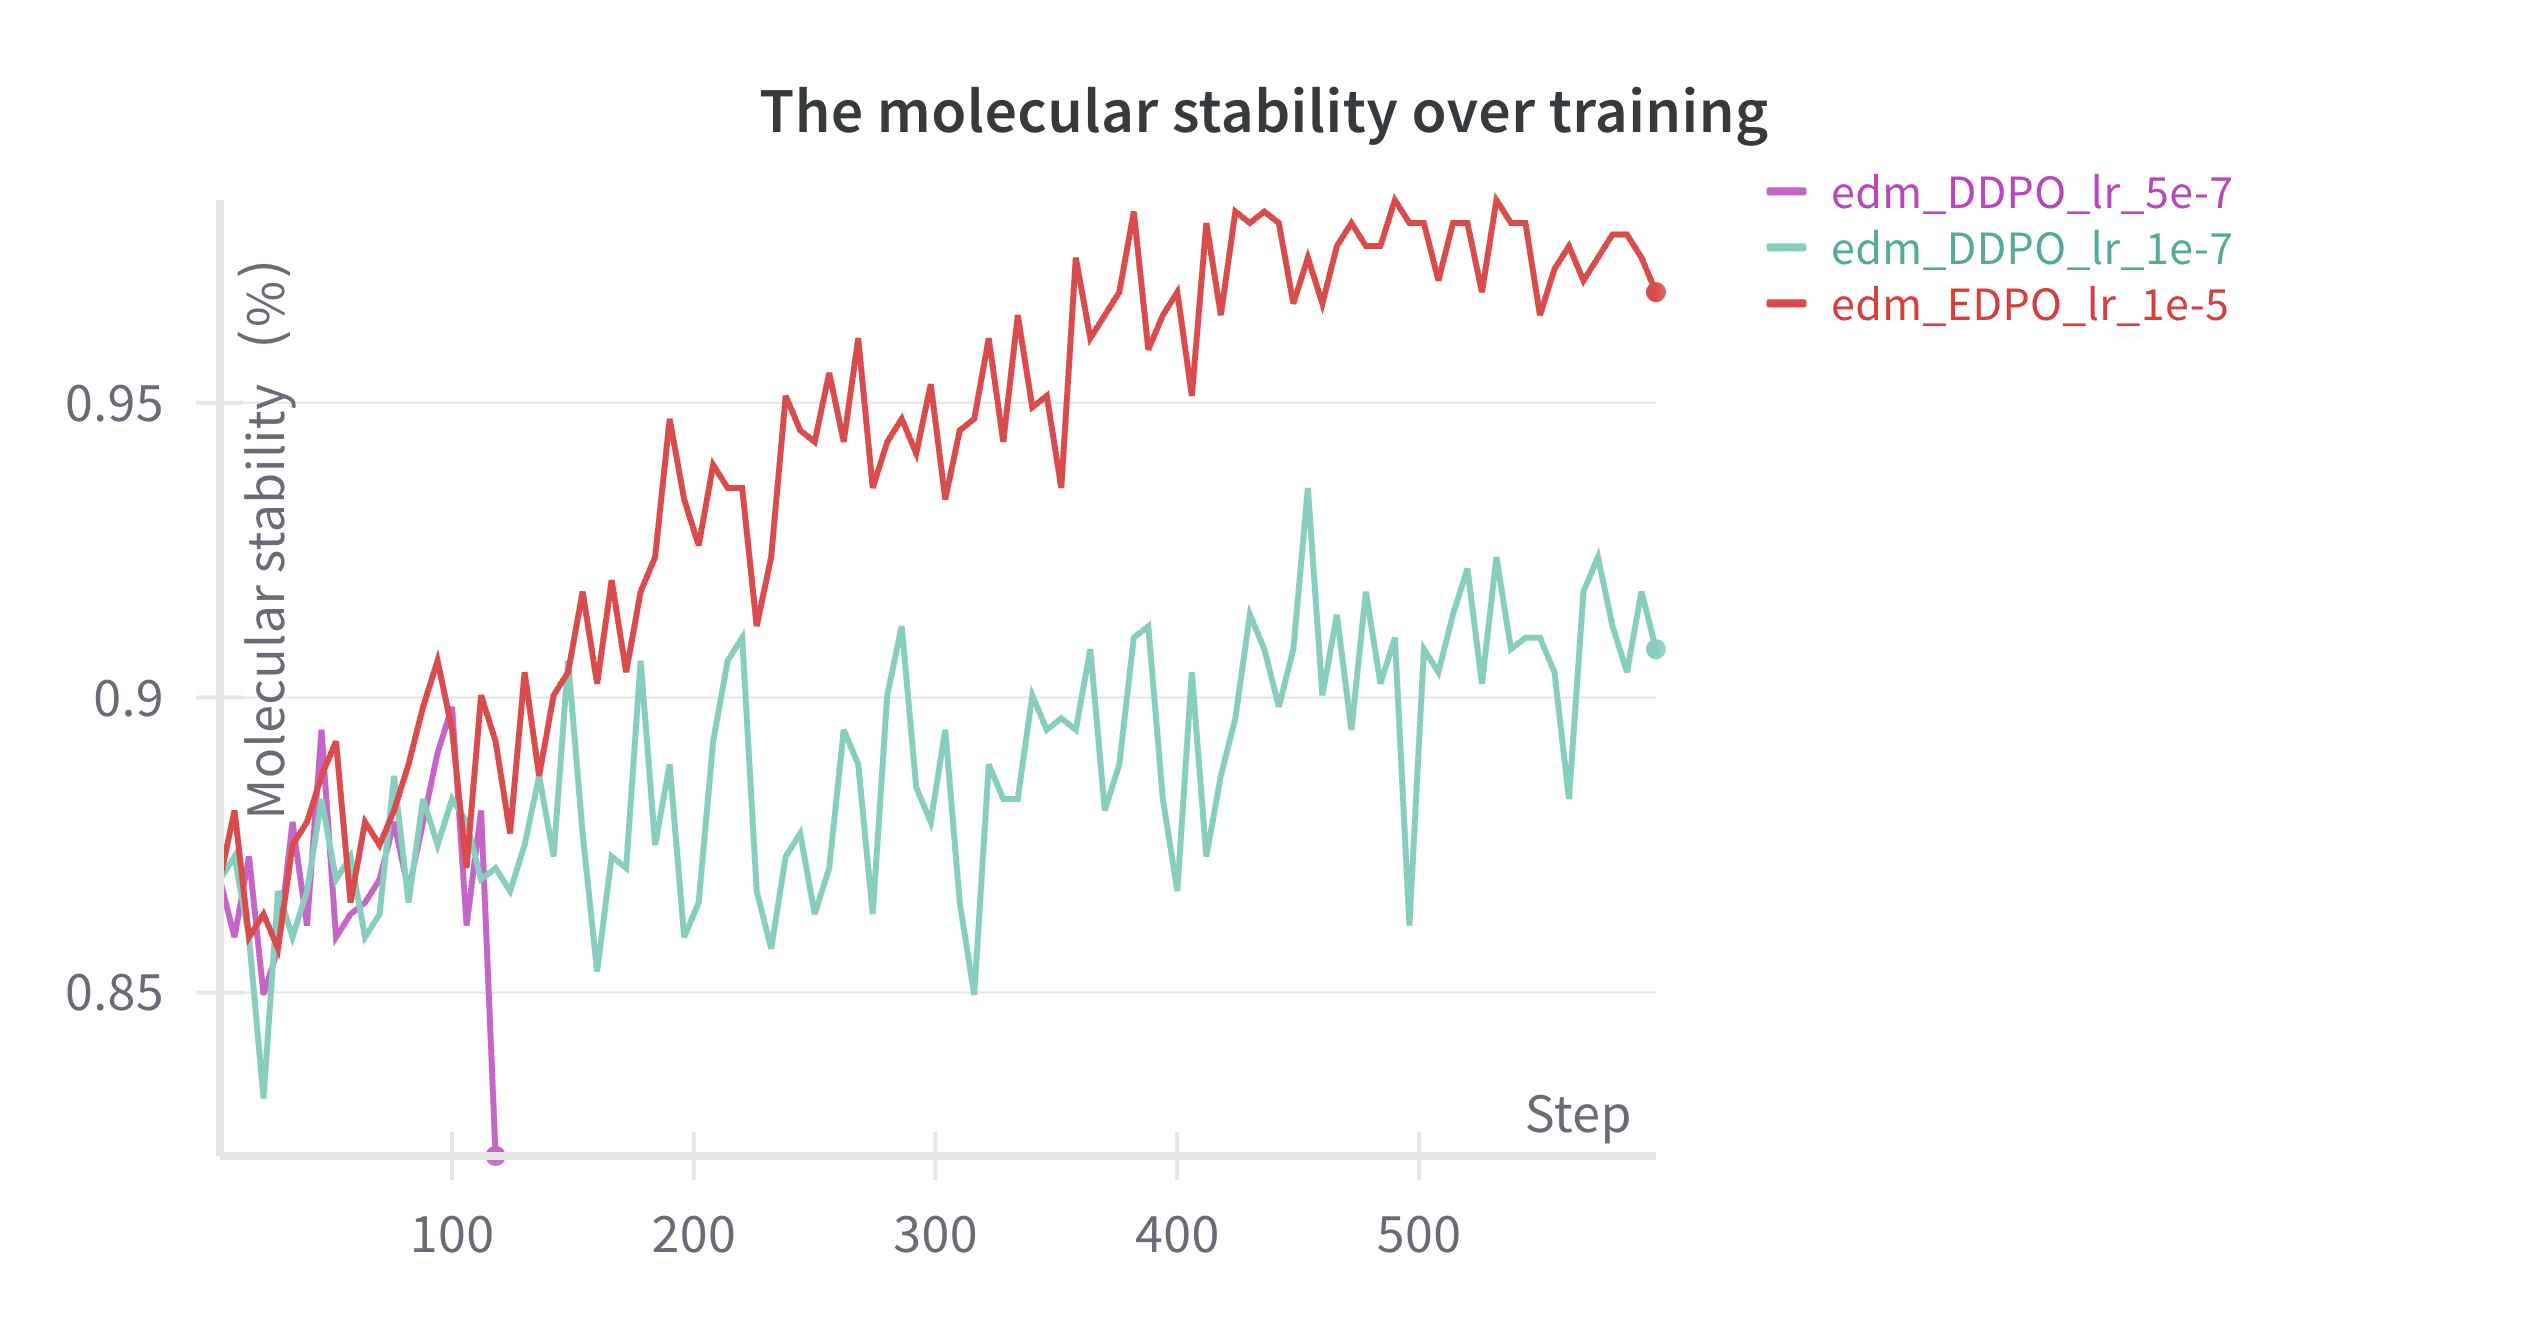 The molecular stability over training
edm_DDPO_lr_5e-7
edm_DDPO_lr_1e-7
edm_EDPO_lr_1e-5
Molecular stability (%)
0.95
0.9
0.85
Step
100 200 300 400 500